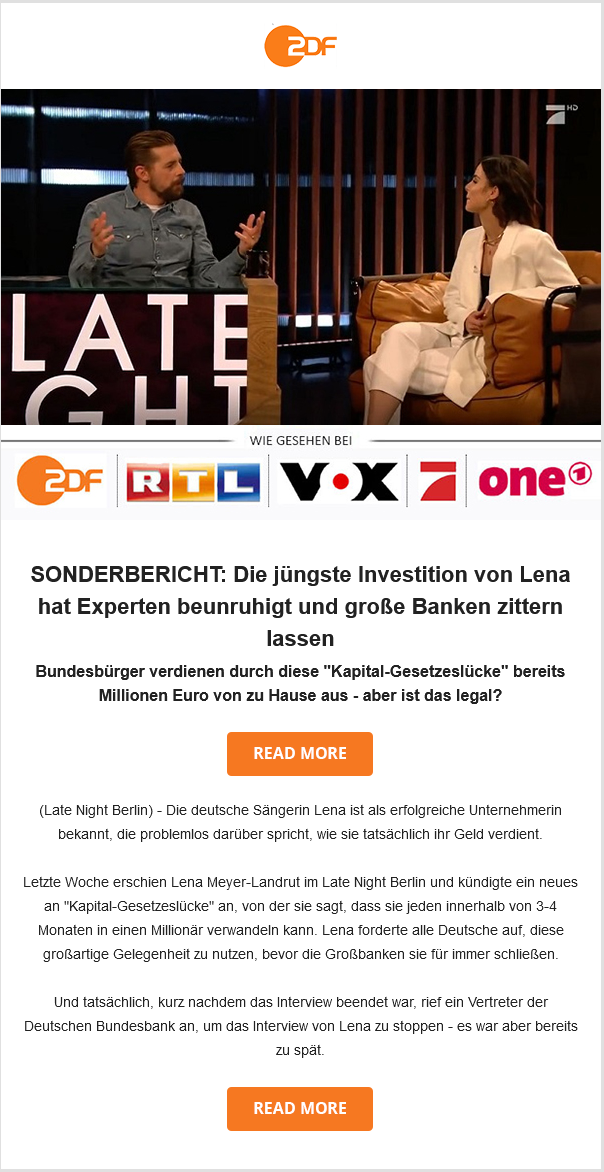 ZDF
HD
LATE
GHT
WIE GESEHEN BEI
ZDF RTL VOX 7 one 1
SONDERBERICHT: Die jüngste Investition von Lena
hat Experten beunruhigt und große Banken zittern
lassen
Bundesbürger verdienen durch diese "Kapital-Gesetzeslücke" bereits
Millionen Euro von zu Hause aus - aber ist das legal?
READ MORE
(Late Night Berlin) - Die deutsche Sängerin Lena ist als erfolgreiche Unternehmerin
bekannt, die problemlos darüber spricht, wie sie tatsächlich ihr Geld verdient.
Letzte Woche erschien Lena Meyer-Landrut im Late Night Berlin und kündigte ein neues
an "Kapital-Gesetzeslücke" an, von der sie sagt, dass sie jeden innerhalb von 3-4
Monaten in einen Millionär verwandeln kann. Lena forderte alle Deutsche auf, diese
großartige Gelegenheit zu nutzen, bevor die Großbanken sie für immer schließen.
Und tatsächlich, kurz nachdem das Interview beendet war, rief ein Vertreter der
Deutschen Bundesbank an, um das Interview von Lena zu stoppen - es war aber bereits
zu spät.
READ MORE